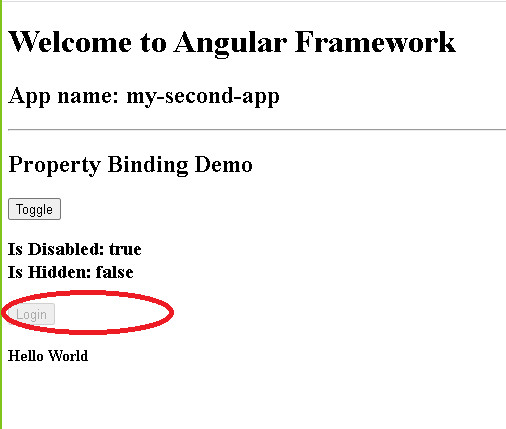 Welcome to Angular Framework
App name: my-second-app
Property Binding Demo
Toggle
Is Disabled: true
Is Hidden: false
Login
Hello World